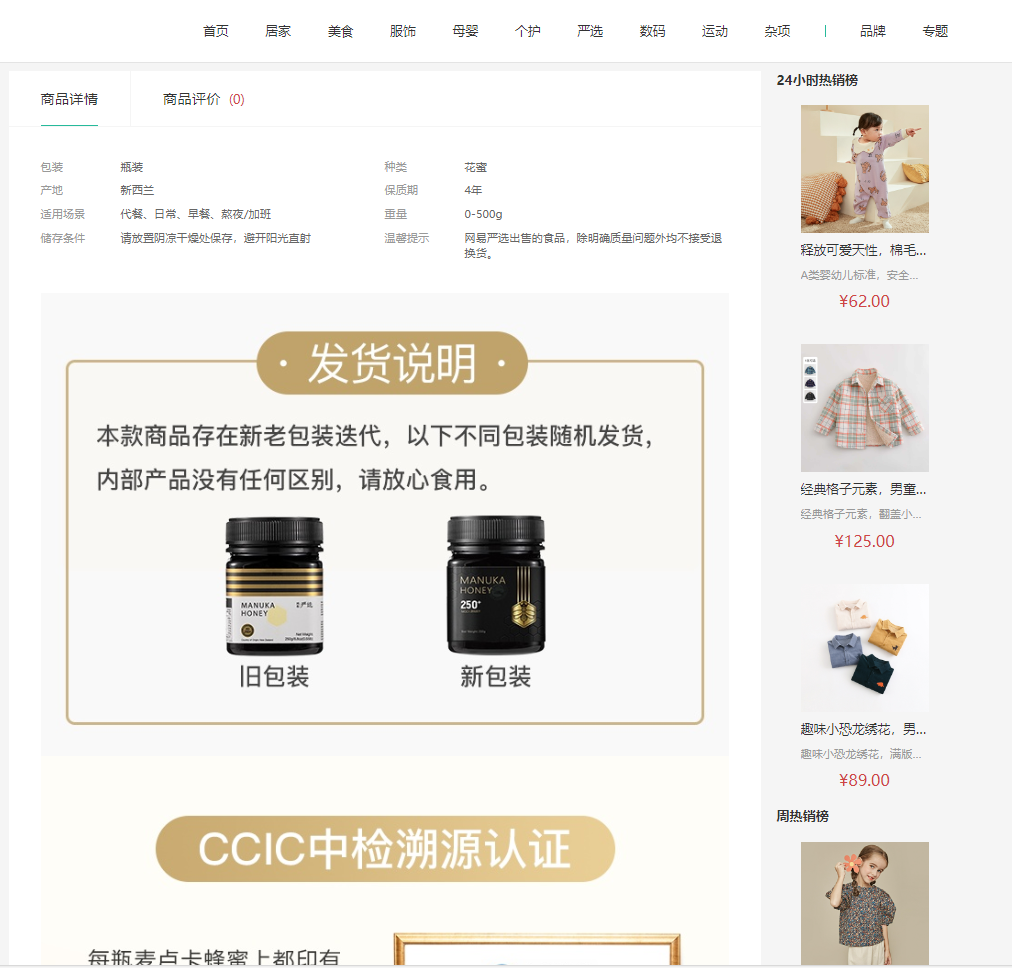 首页 居家 美食 服饰 母婴 个护 严选 数码 运动 杂项 | 品牌 专题
商品详情 商品评价 (0)
包装 瓶装 种类 花蜜
产地 新西兰 保质期 4年
适用场景 代餐、日常、早餐、熬夜/加班 重量 0-500g
储存条件 请放置阴凉干燥处保存，避开阳光直射 温馨提示 网易严选出售的食品，除明确质量问题外均不接受退
换货。
· 发货说明 ·
本款商品存在新老包装迭代，以下不同包装随机发货，
内部产品没有任何区别，请放心食用。
MANUKA
HONEY
MANUKA
HONEY
250+
旧包装 新包装
CCIC中检溯源认证
每瓶麦卢卡蜂蜜上都印有
24小时热销榜
释放可爱天性，棉毛...
A类婴幼儿标准，安全...
¥62.00
经典格子元素，男童...
经典格子元素，翻盖小...
¥125.00
趣味小恐龙绣花，男...
趣味小恐龙绣花，满版...
¥89.00
周热销榜